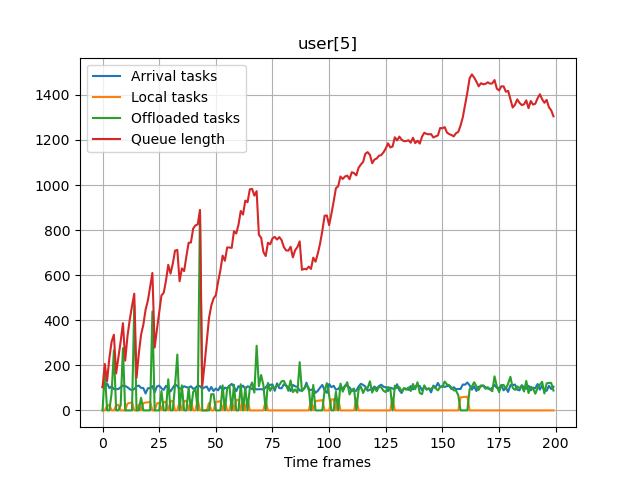 user[5]
Arrival tasks
Local tasks
Offloaded tasks
Queue length
1400
1200
1000
800
600
400
200
0
0 25 50 75 100 125 150 175 200
Time frames